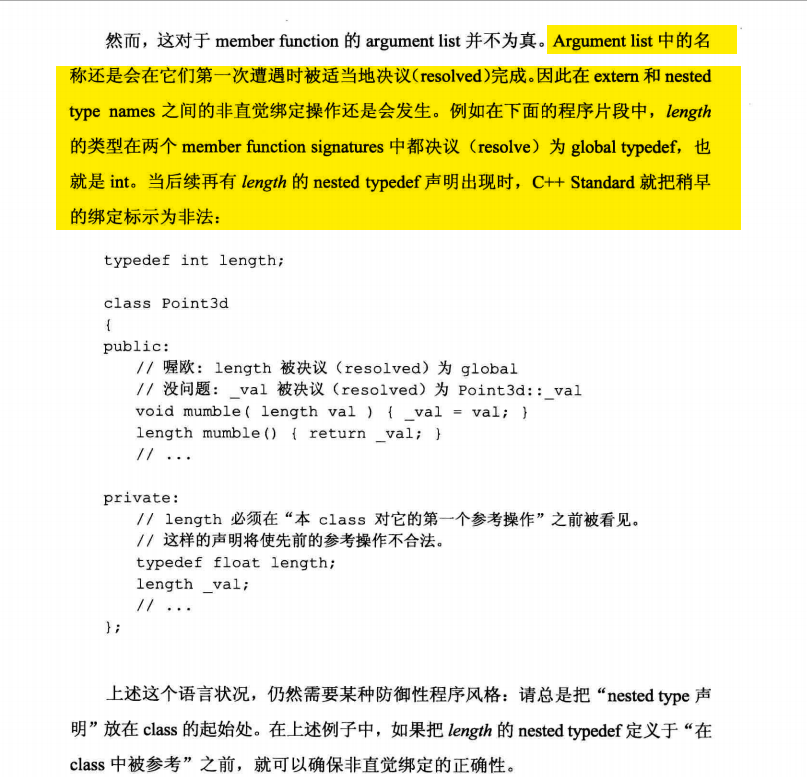 然而，这对于 member function 的 argument list 并不为真。Argument list 中的名
称还是会在它们第一次遭遇时被适当地决议(resolved)完成。因此在 extern 和 nested
type names 之间的非直觉绑定操作还是会发生。例如在下面的程序片段中，length
的类型在两个 member function signatures 中都决议（resolve）为 global typedef，也
就是 int。当后续再有 length 的 nested typedef 声明出现时，C++ Standard 就把稍早
的绑定标示为非法：
typedef int length;
class Point3d
{
public:
// 喔欧: length 被决议（resolved）为 global
// 没问题: _val 被决议（resolved）为 Point3d::_val
void mumble( length val ) { _val = val; }
length mumble() { return _val; }
// ...
private:
// length 必须在“本 class 对它的第一个参考操作”之前被看见。
// 这样的声明将使先前的参考操作不合法。
typedef float length;
length _val;
// ...
};
上述这个语言状况，仍然需要某种防御性程序风格：请总是把“nested type 声
明”放在 class 的起始处。在上述例子中，如果把 length 的 nested typedef 定义于“在
class 中被参考”之前，就可以确保非直觉绑定的正确性。